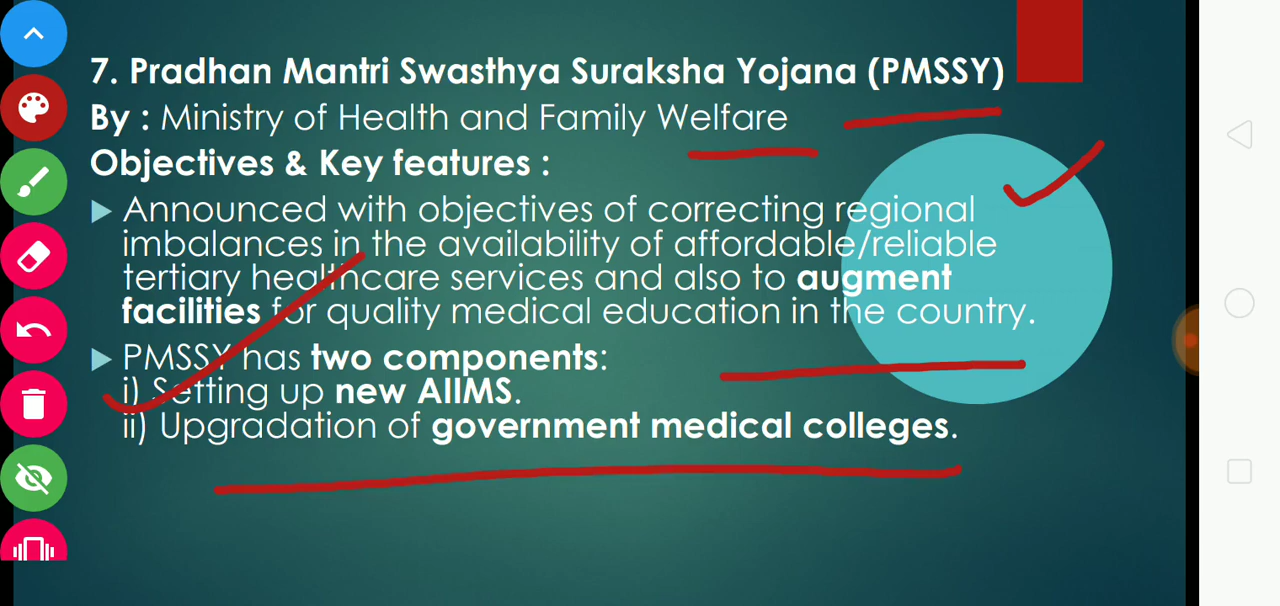 7. Pradhan Mantri Swasthya Suraksha Yojana (PMSSY)
By : Ministry of Health and Family Welfare
Objectives & Key features :
Announced with objectives of correcting regional
imbalances in the availability of affordable/reliable
tertiary healthcare services and also to augment
facilities for quality medical education in the country.
PMSSY has two components:
i) Setting up new AIIMS.
ii) Upgradation of government medical colleges.